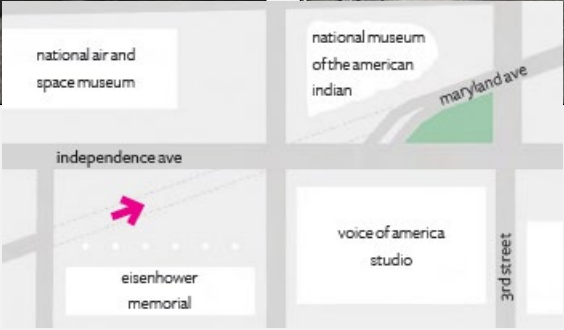 national air and
space museum
national museum
of the american
indian
maryland ave
independence ave
voice of america
studio
3rd street
eisenhower
memorial